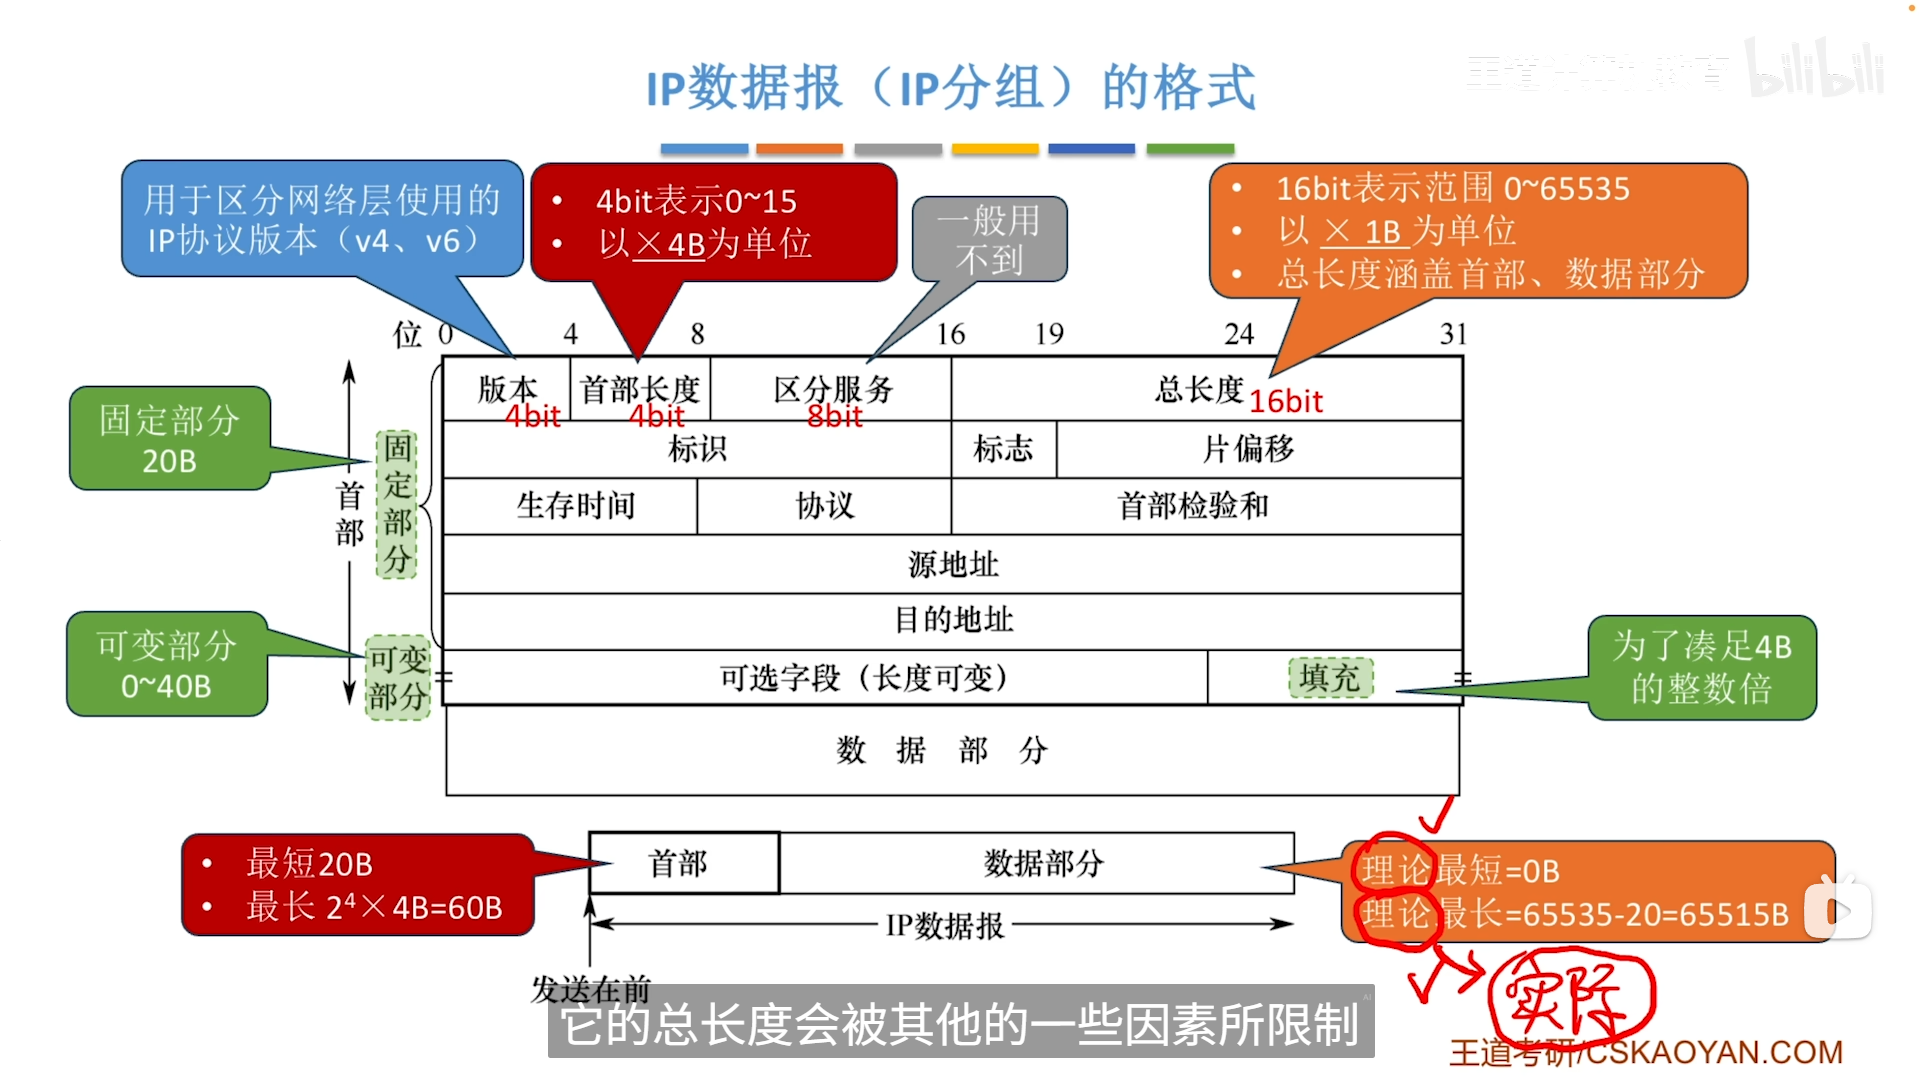 王道计算机教育 bilibili
IP数据报（IP分组）的格式
用于区分网络层使用的
IP协议版本（v4、v6）
• 4bit表示0~15
• 以×4B为单位
一般用
不到
• 16bit表示范围 0~65535
• 以 × 1B 为单位
• 总长度涵盖首部、数据部分
位 0 4 8 16 19 24 31
版本 首部长度 区分服务 总长度
4bit 4bit 8bit 16bit
固定部分
20B
标识 标志 片偏移
首部
固定部分
生存时间 协议 首部检验和
源地址
目的地址
可变部分
0~40B
可变
部分
可选字段（长度可变） 填充
为了凑足4B
的整数倍
数据部分
• 最短20B
• 最长 2⁴×4B=60B
首部 数据部分
理论最短=0B
理论最长=65535-20=65515B
IP数据报
发送在前
实际
它的总长度会被其他的一些因素所限制
AI
王道考研/CSKAOYAN.COM